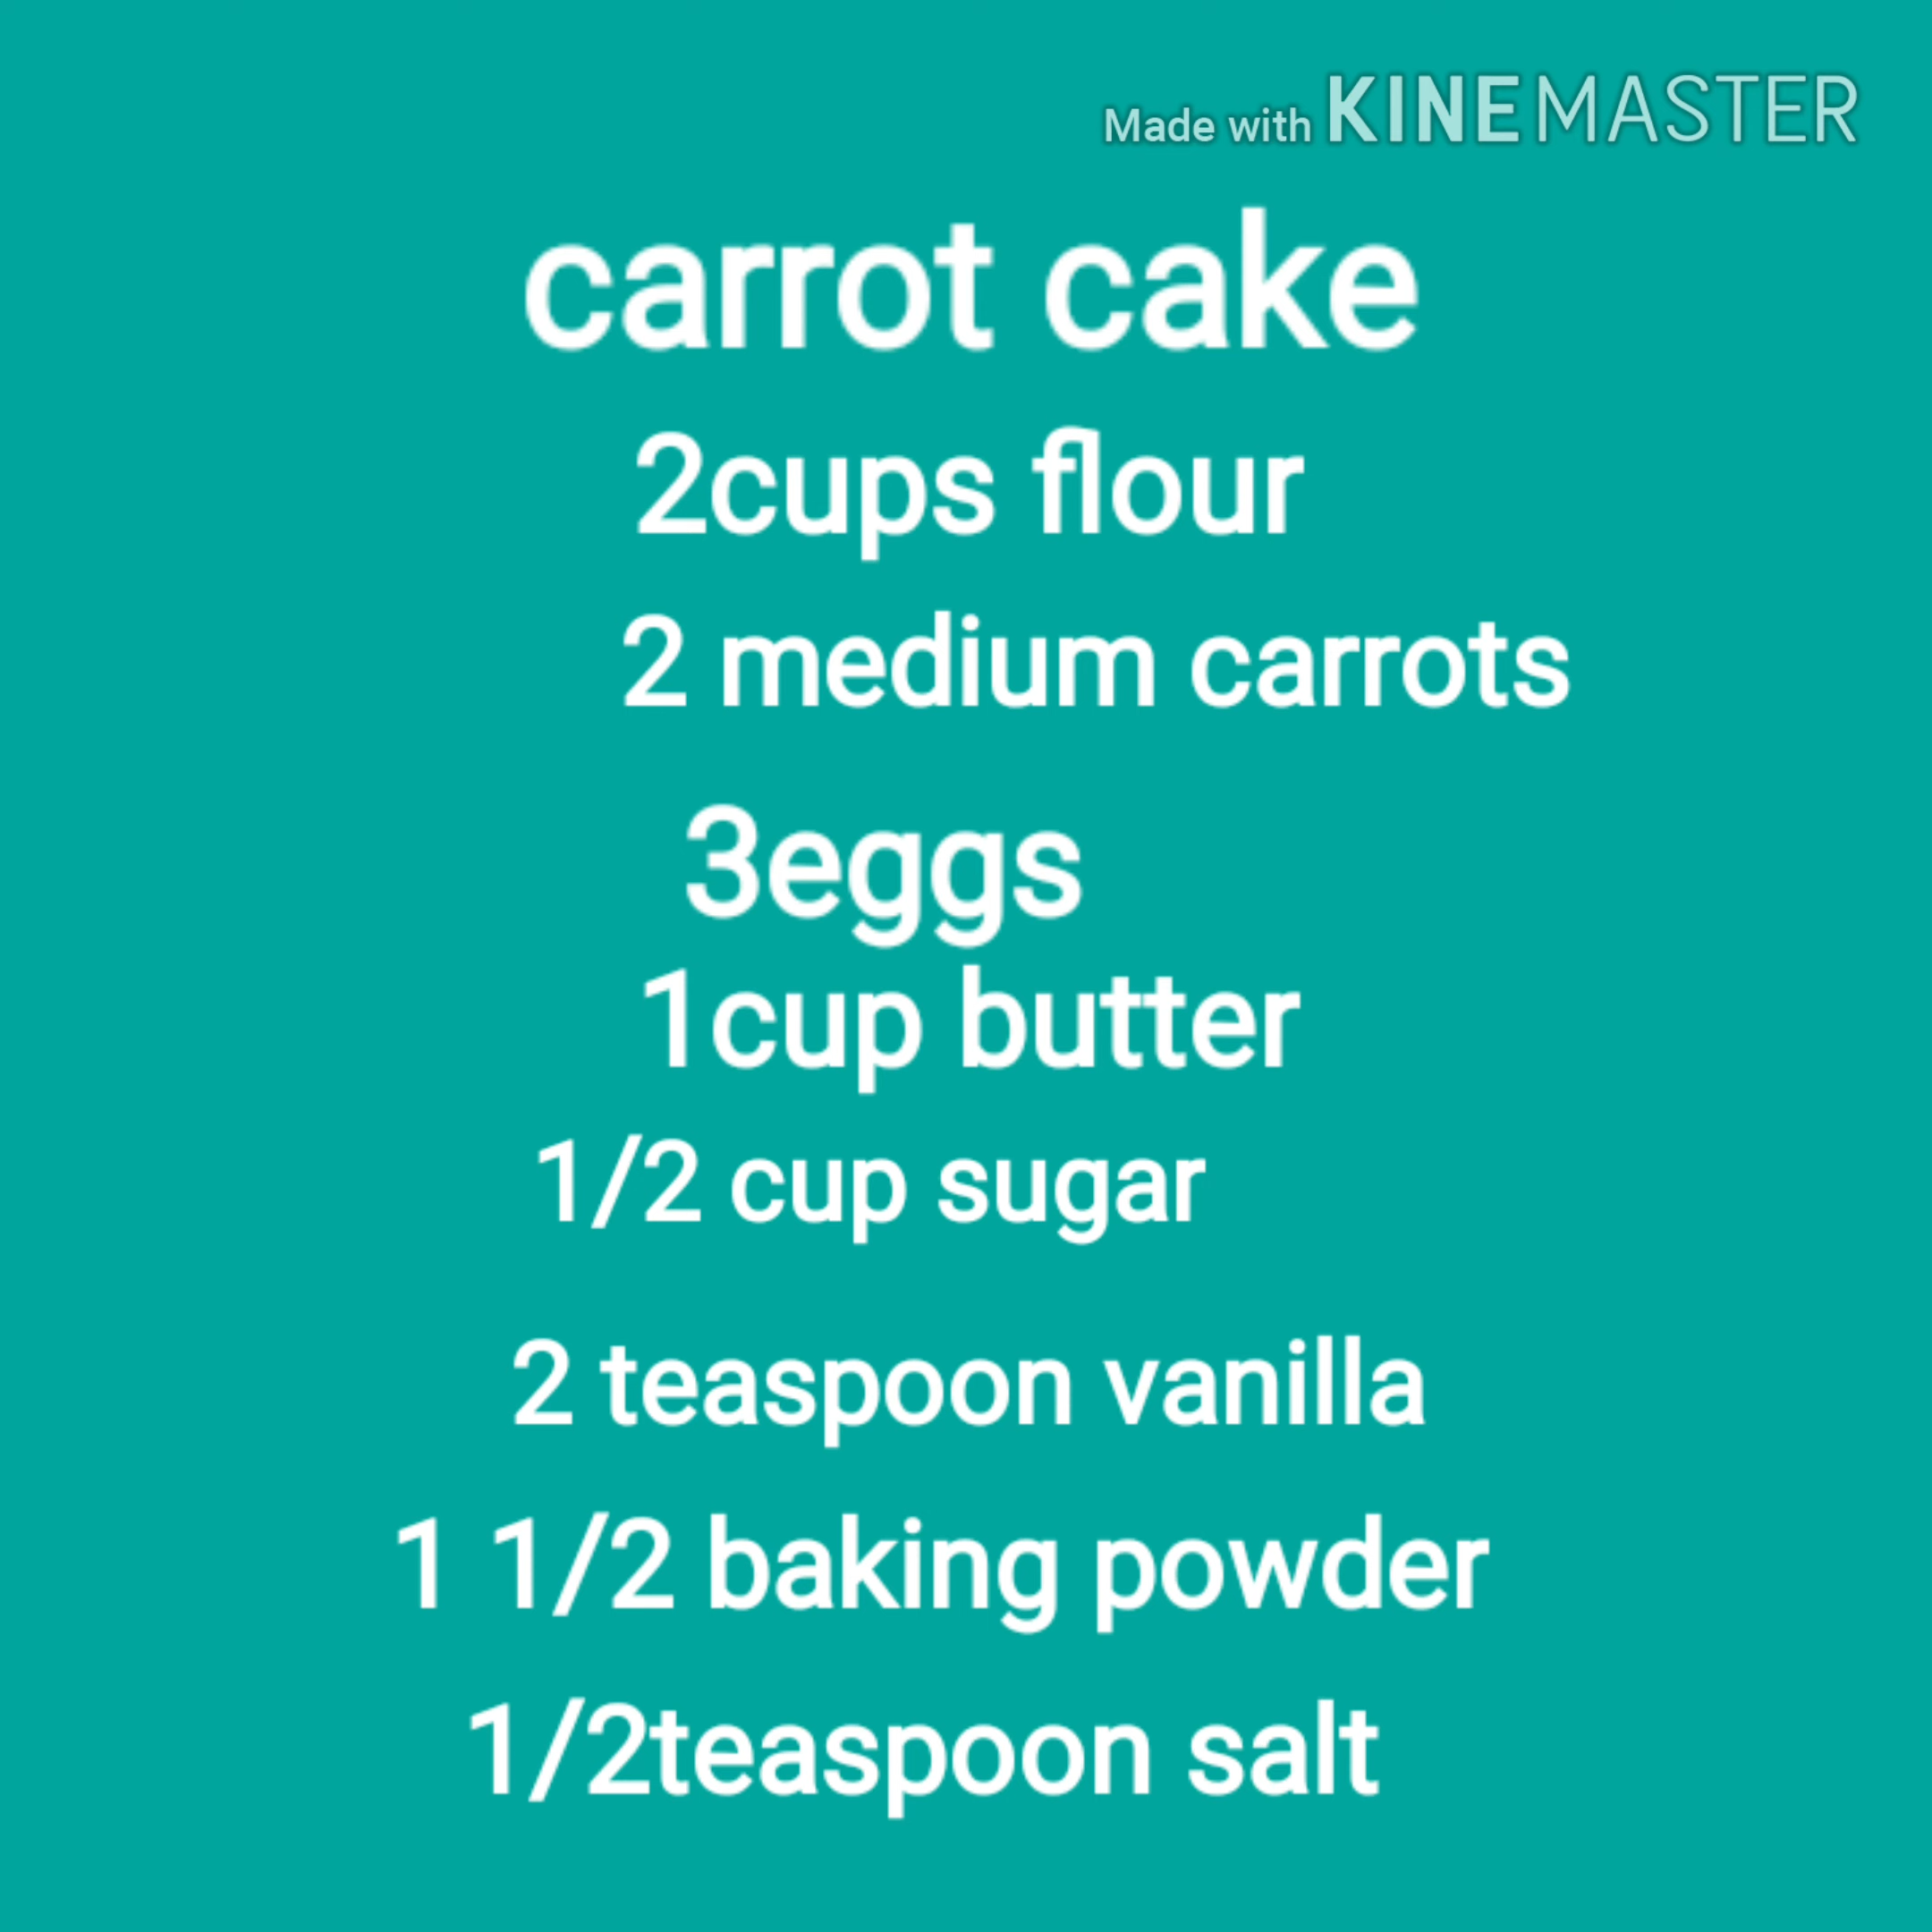 Made with KINEMASTER
carrot cake
2cups flour
2 medium carrots
3eggs
1cup butter
1/2 cup sugar
2 teaspoon vanilla
1 1/2 baking powder
1/2teaspoon salt